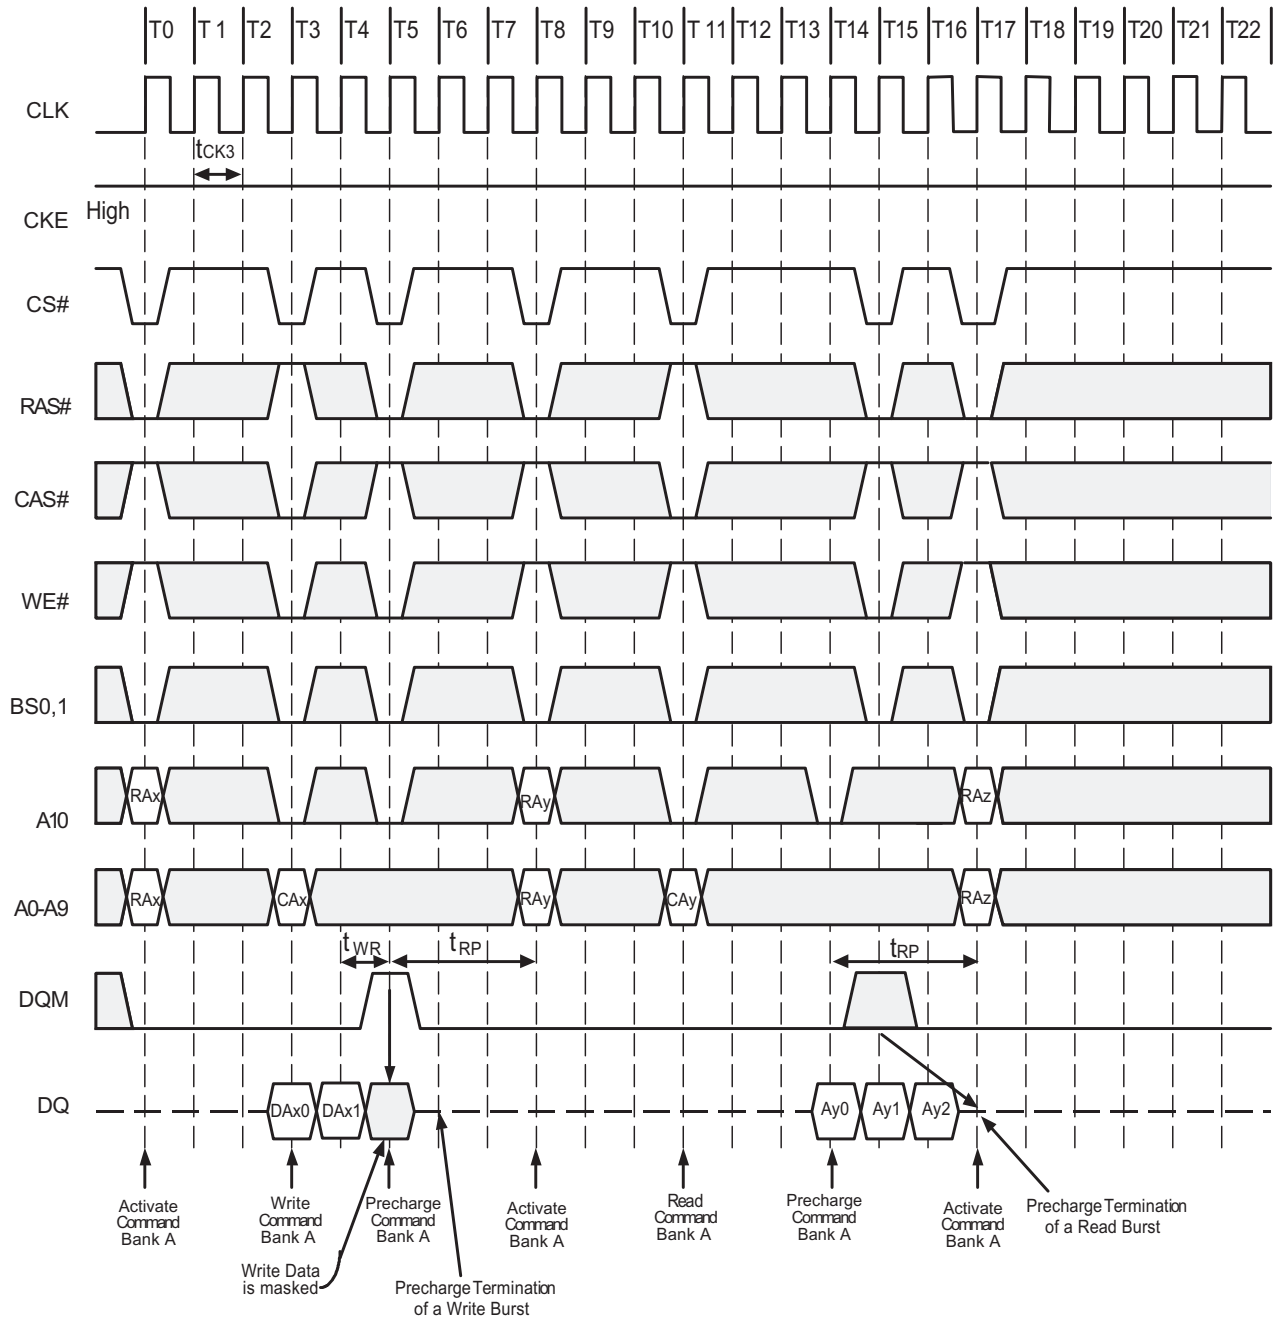 T0 T 1 T2 T3 T4 T5 T6 T7 T8 T9 T10 T 11 T12 T13 T14 T15 T16 T17 T18 T19 T20 T21 T22
CLK
tCK3
CKE High
CS#
RAS#
CAS#
WE#
BS0,1
A10 RAx RAy RAz
A0-A9 RAx CAx RAy CAy RAz
tWR tRP tRP
DQM
DQ DAx0 DAx1 Ay0 Ay1 Ay2
Activate
Command
Bank A
Write
Command
Bank A
Precharge
Command
Bank A
Activate
Command
Bank A
Read
Command
Bank A
Precharge
Command
Bank A
Activate
Command
Bank A
Precharge Termination
of a Read Burst
Write Data
is masked
Precharge Termination
of a Write Burst